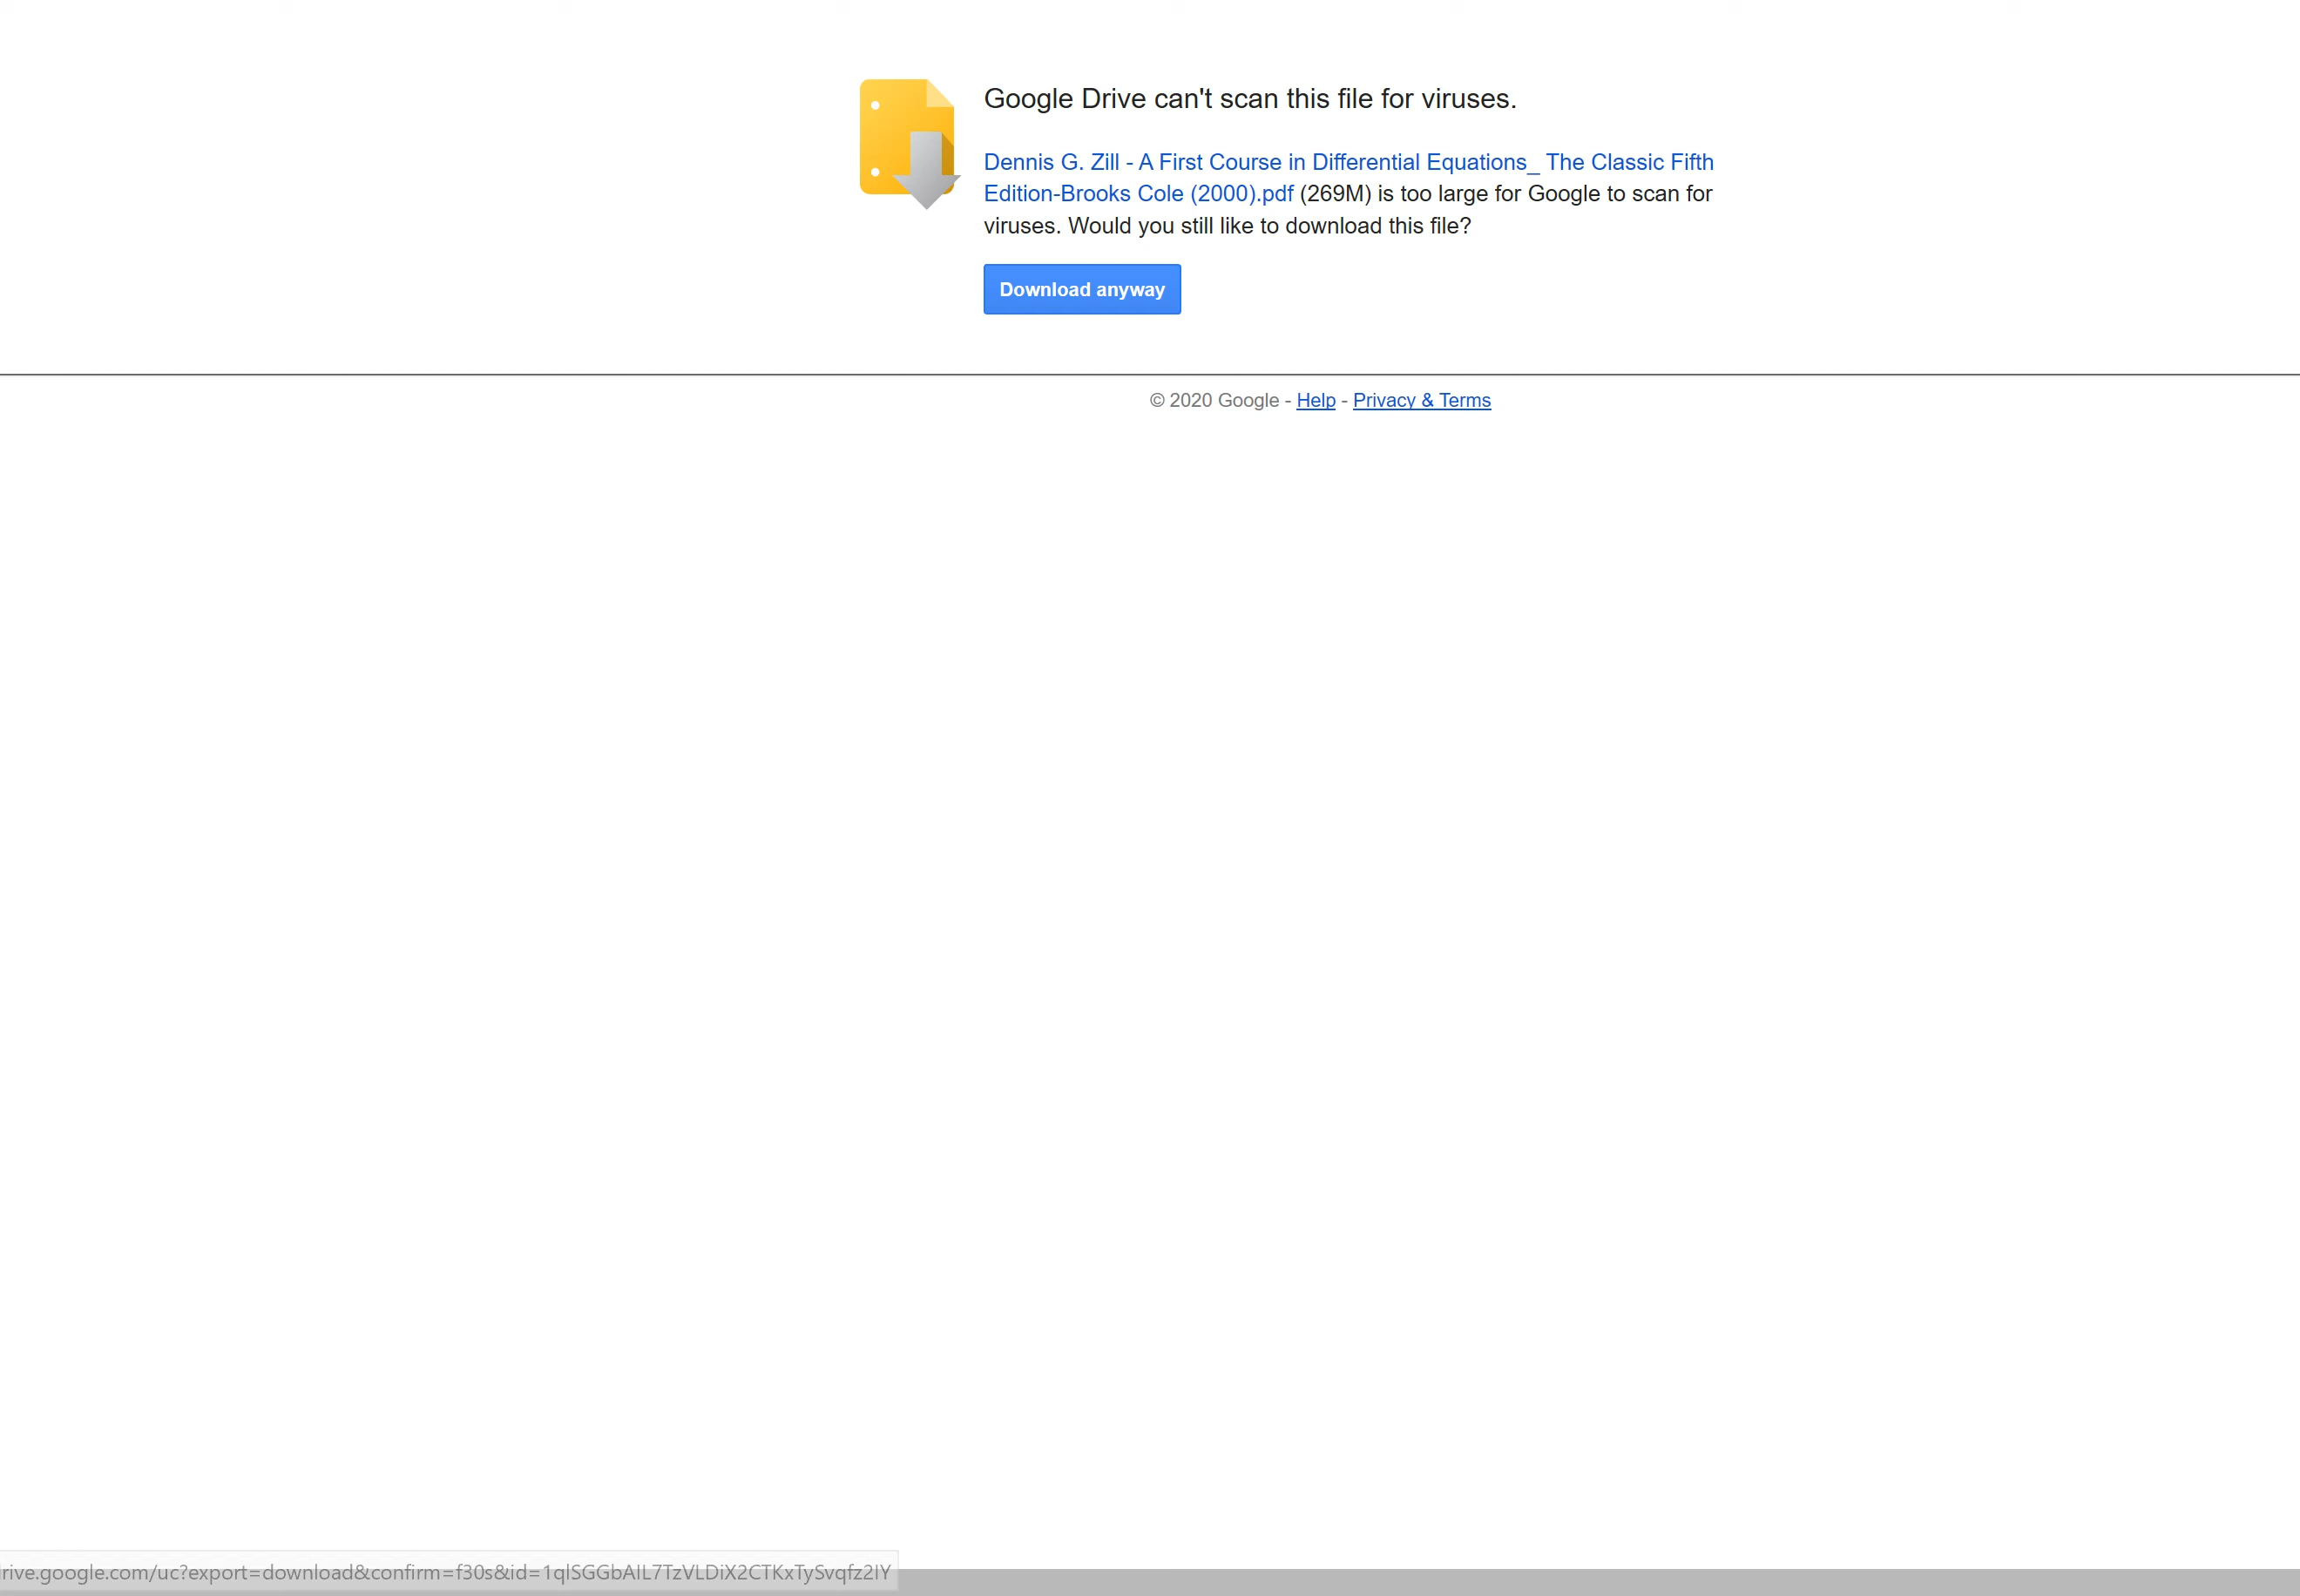 Google Drive can't scan this file for viruses.
Dennis G. Zill - A First Course in Differential Equations_ The Classic Fifth
Edition-Brooks Cole (2000).pdf (269M) is too large for Google to scan for
viruses. Would you still like to download this file?
Download anyway
© 2020 Google - Help - Privacy & Terms
rive.google.com/uc?export=download&confirm=f30s&id=1qlSGGbAIL7TzVLDiX2CTKxTySvqfz2IY